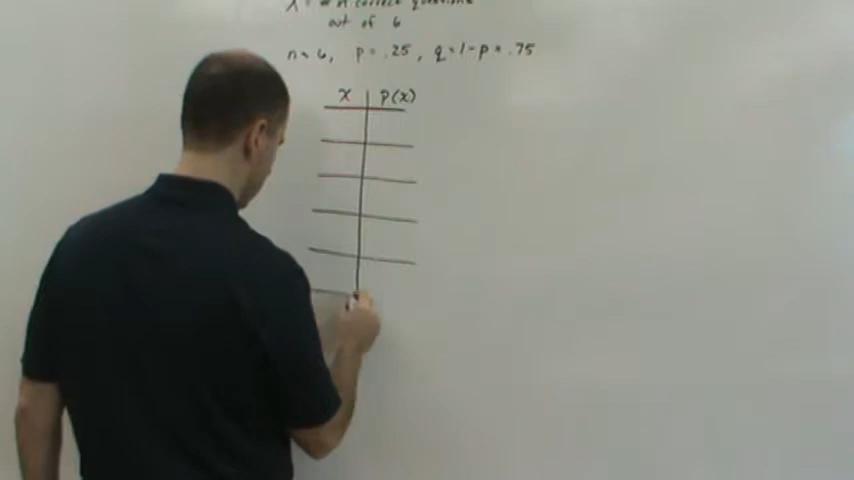 X = # of correct questions
out of 6
n = 6, p = .25, q = 1-p = .75
x p(x)